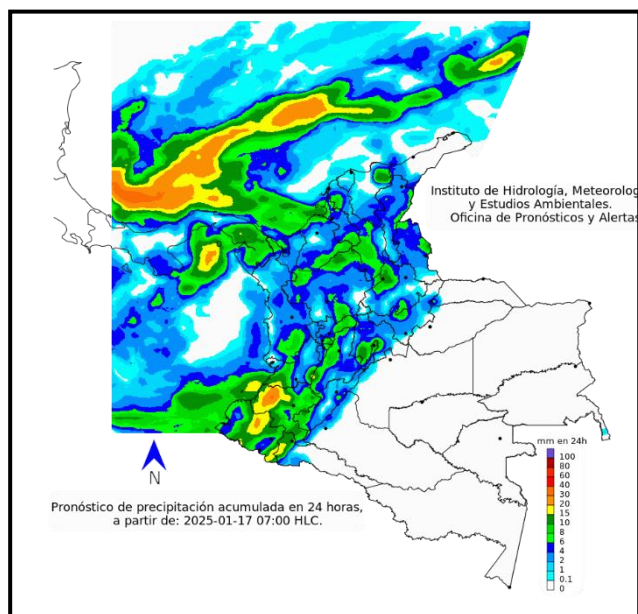 Instituto de Hidrología, Meteorolog
y Estudios Ambientales.
Oficina de Pronósticos y Alertas
mm en 24h
100
80
60
40
30
20
15
10
8
6
4
2
1
0.1
0
N
Pronóstico de precipitación acumulada en 24 horas,
a partir de: 2025-01-17 07:00 HLC.